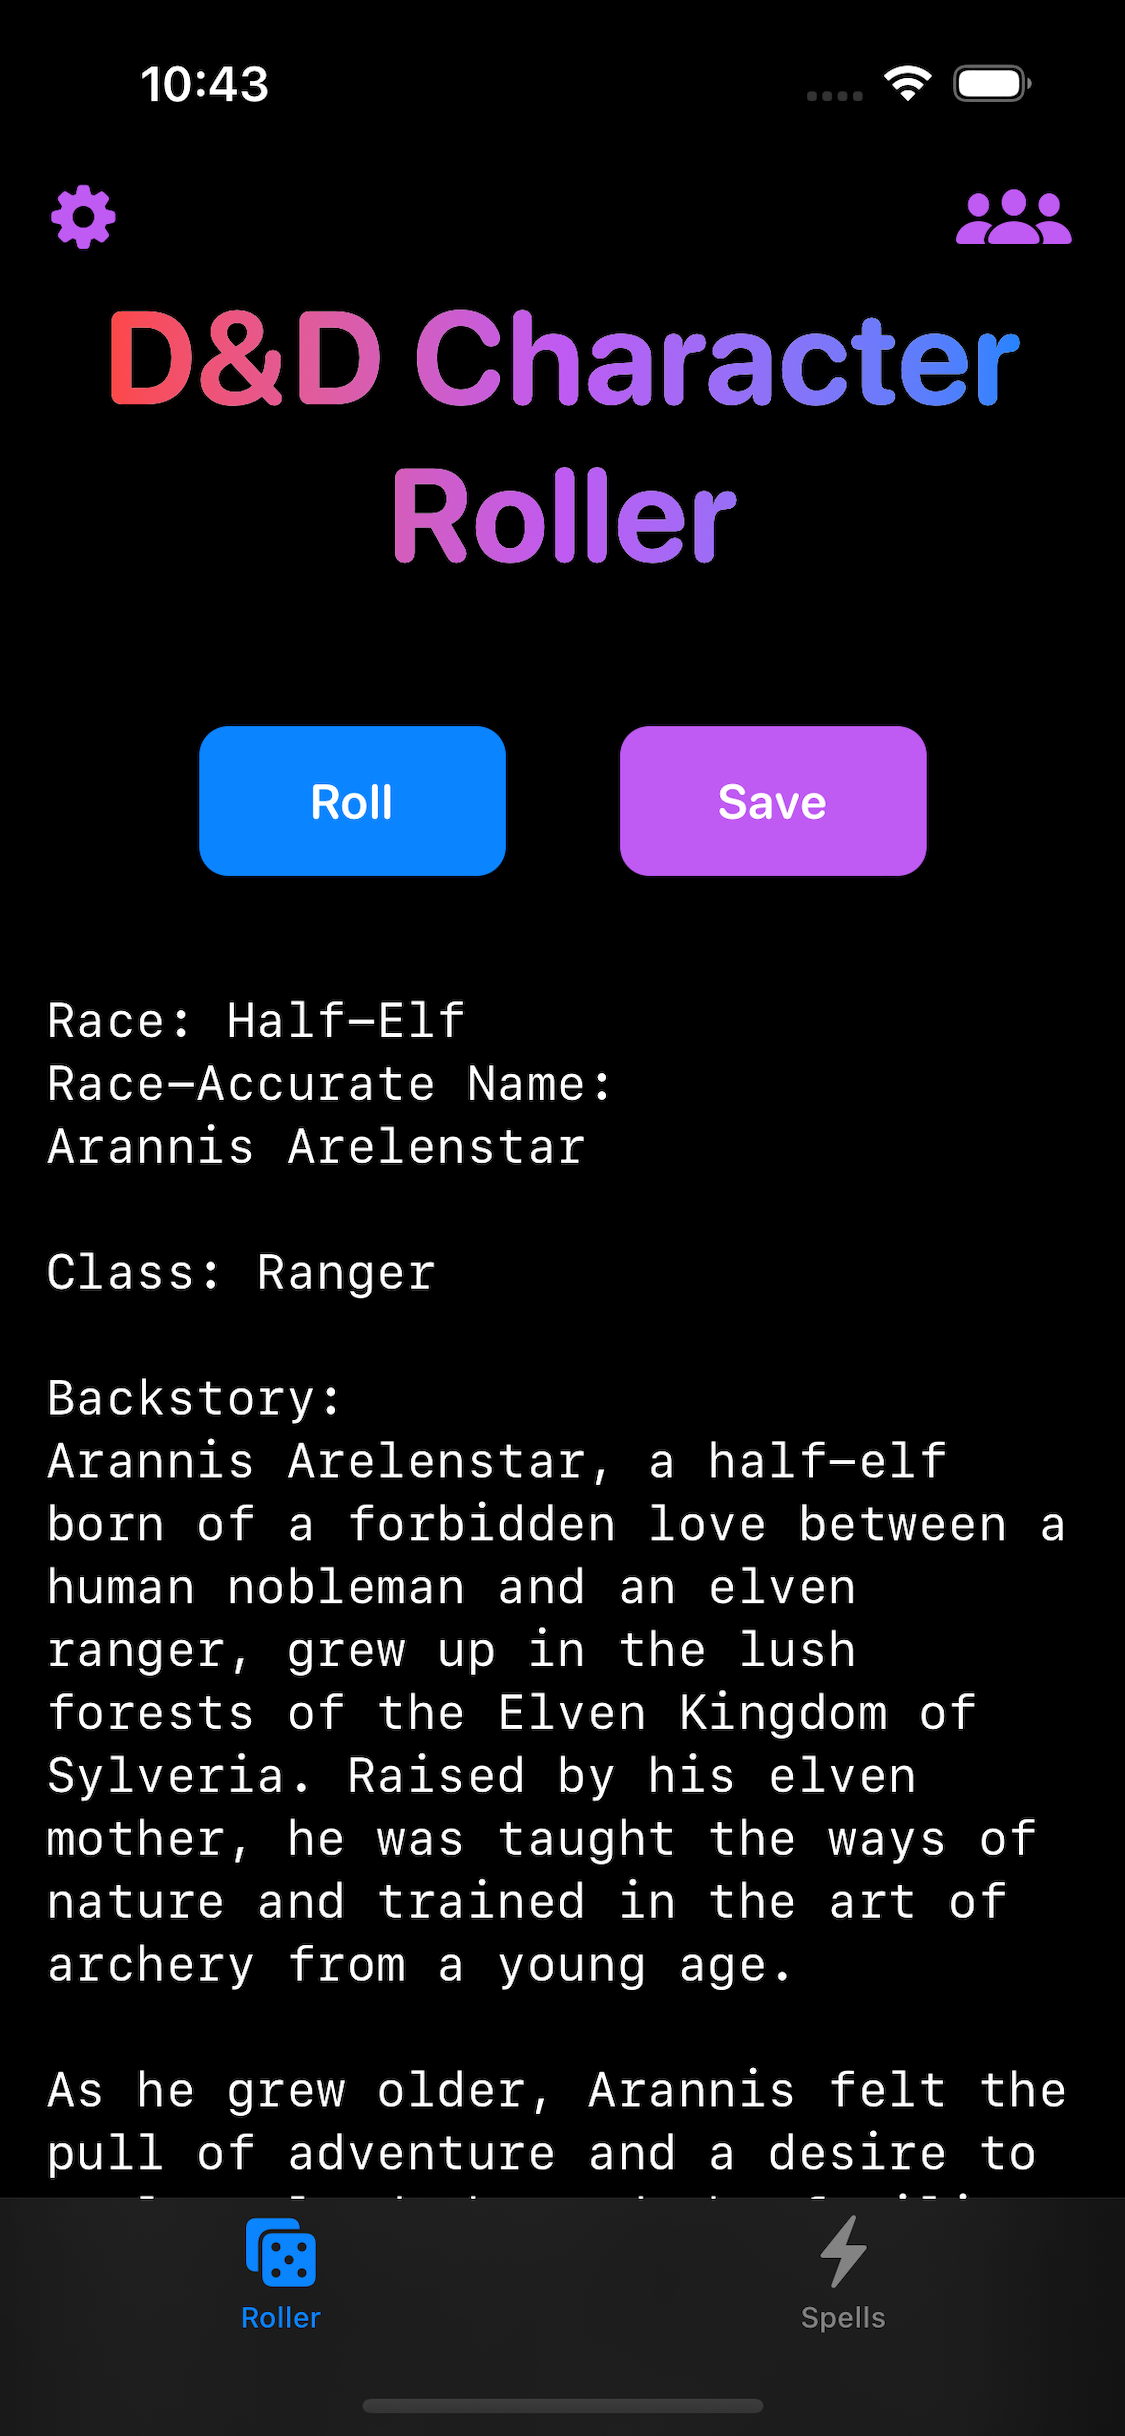 10:43
D&D Character
Roller
Roll
Save
Race: Half-Elf
Race-Accurate Name:
Arannis Arelenstar
Class: Ranger
Backstory:
Arannis Arelenstar, a half-elf
born of a forbidden love between a
human nobleman and an elven
ranger, grew up in the lush
forests of the Elven Kingdom of
Sylveria. Raised by his elven
mother, he was taught the ways of
nature and trained in the art of
archery from a young age.
As he grew older, Arannis felt the
pull of adventure and a desire to
Roller
Spells